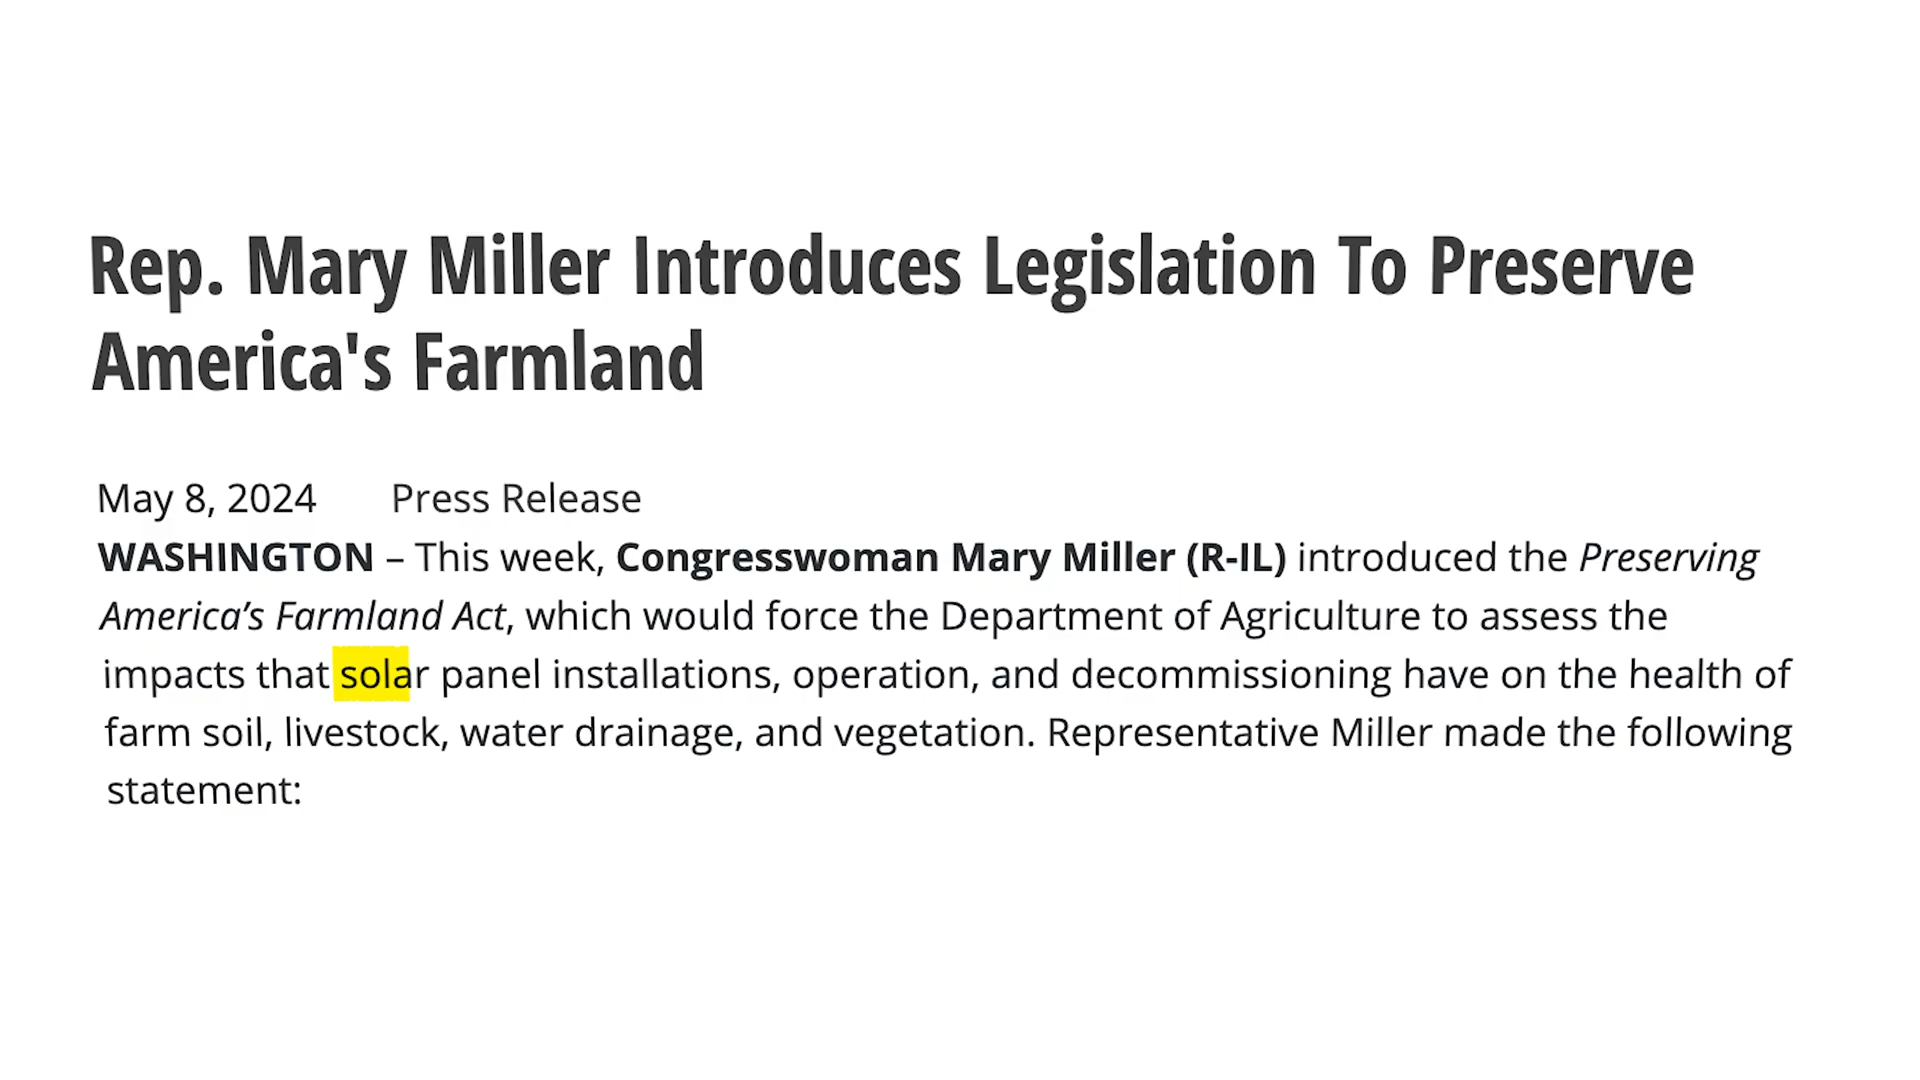 Rep. Mary Miller Introduces Legislation To Preserve
America's Farmland
May 8, 2024 Press Release
WASHINGTON – This week, Congresswoman Mary Miller (R-IL) introduced the Preserving
America’s Farmland Act, which would force the Department of Agriculture to assess the
impacts that solar panel installations, operation, and decommissioning have on the health of
farm soil, livestock, water drainage, and vegetation. Representative Miller made the following
statement: